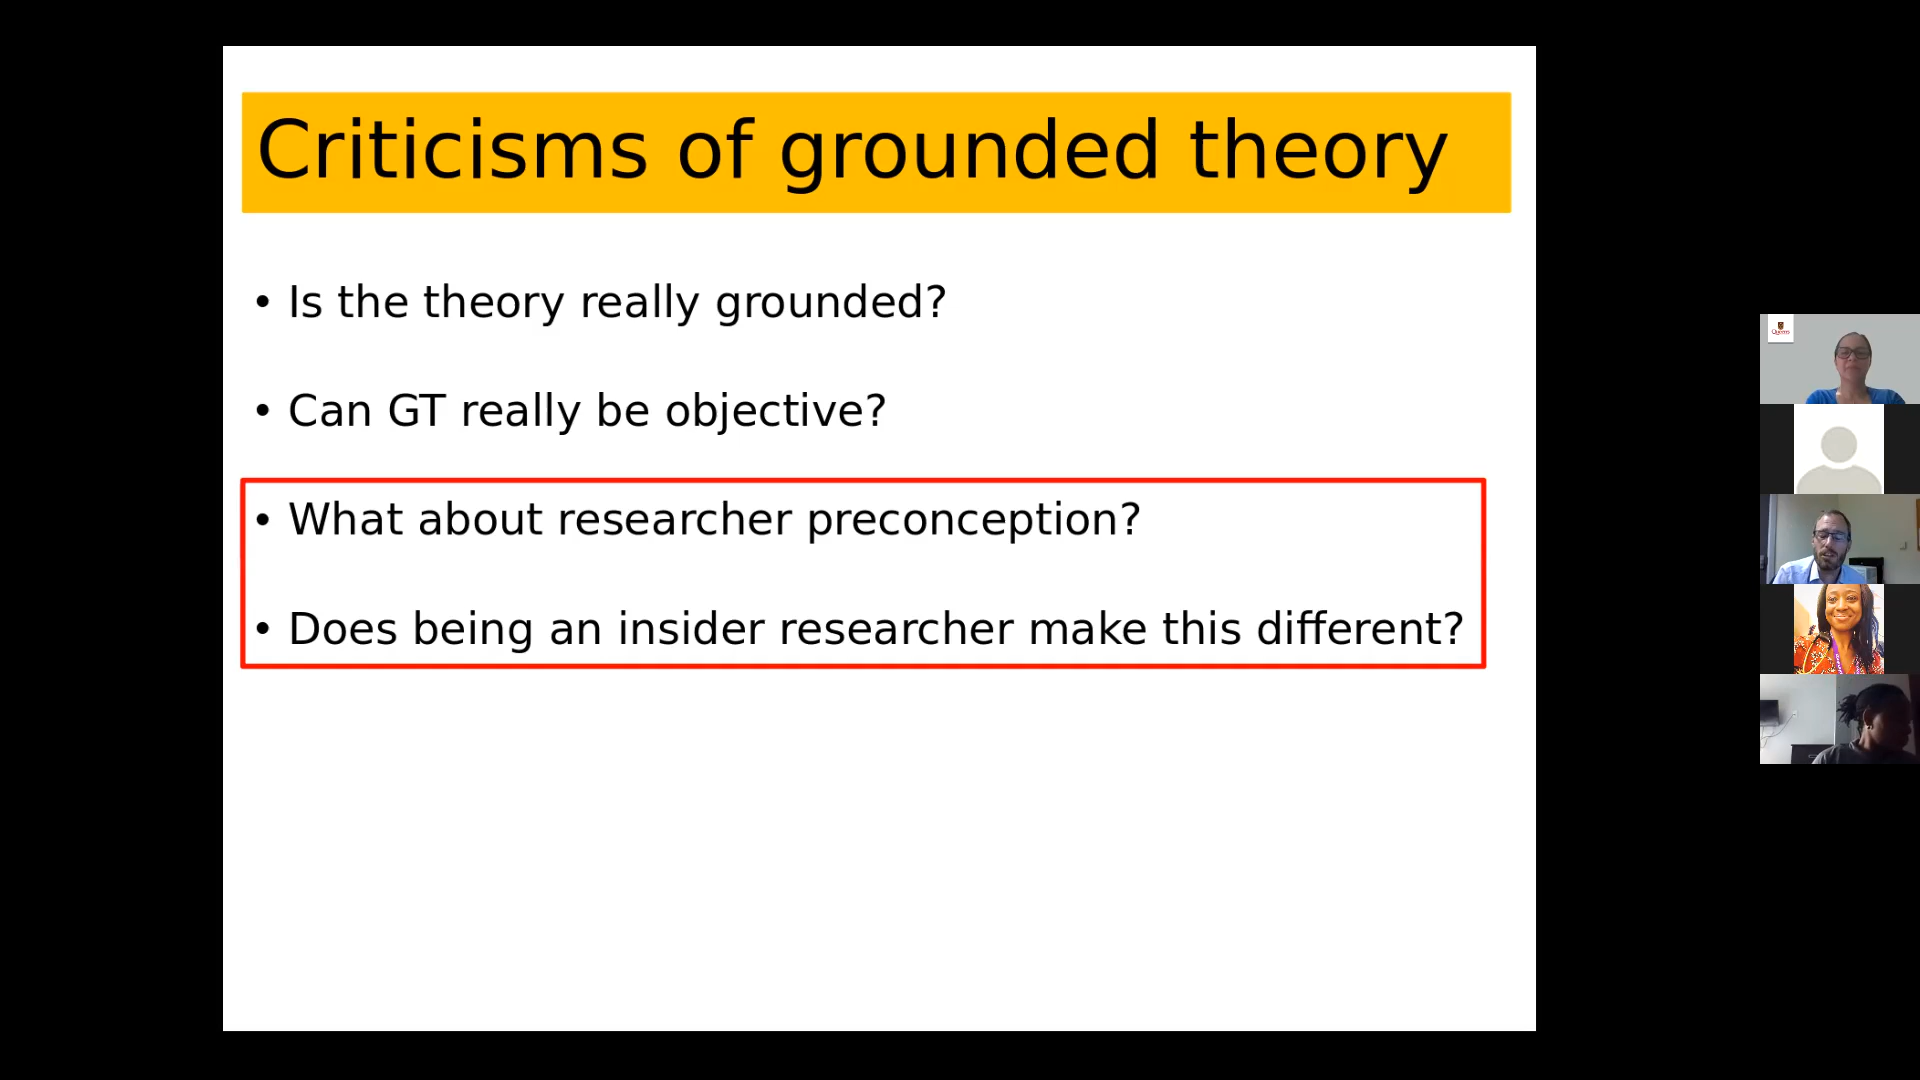 Criticisms of grounded theory
• Is the theory really grounded?
• Can GT really be objective?
• What about researcher preconception?
• Does being an insider researcher make this different?
Queen's